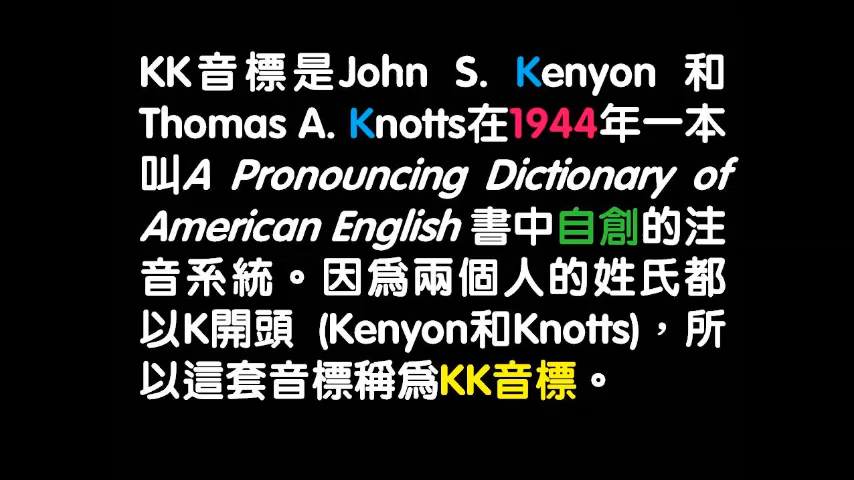 KK音標是John S. Kenyon 和
Thomas A. Knotts在1944年一本
叫A Pronouncing Dictionary of
American English 書中自創的注
音系統。因為兩個人的姓氏都
以K開頭 (Kenyon和Knotts)，所
以這套音標稱為KK音標。